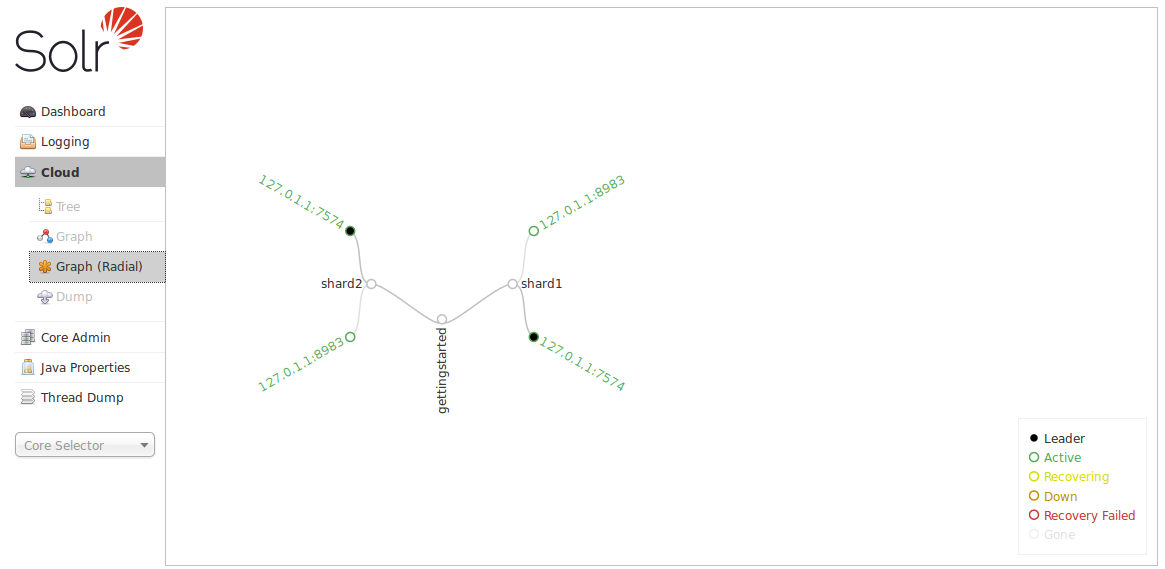 Solr
Dashboard
Logging
Cloud
Tree
Graph
Graph (Radial)
Dump
Core Admin
Java Properties
Thread Dump
Core Selector
127.0.1.1:7574
127.0.1.1:8983
shard2
shard1
127.0.1.1:8983
gettingstarted
127.0.1.1:7574
Leader
Active
Recovering
Down
Recovery Failed
Gone